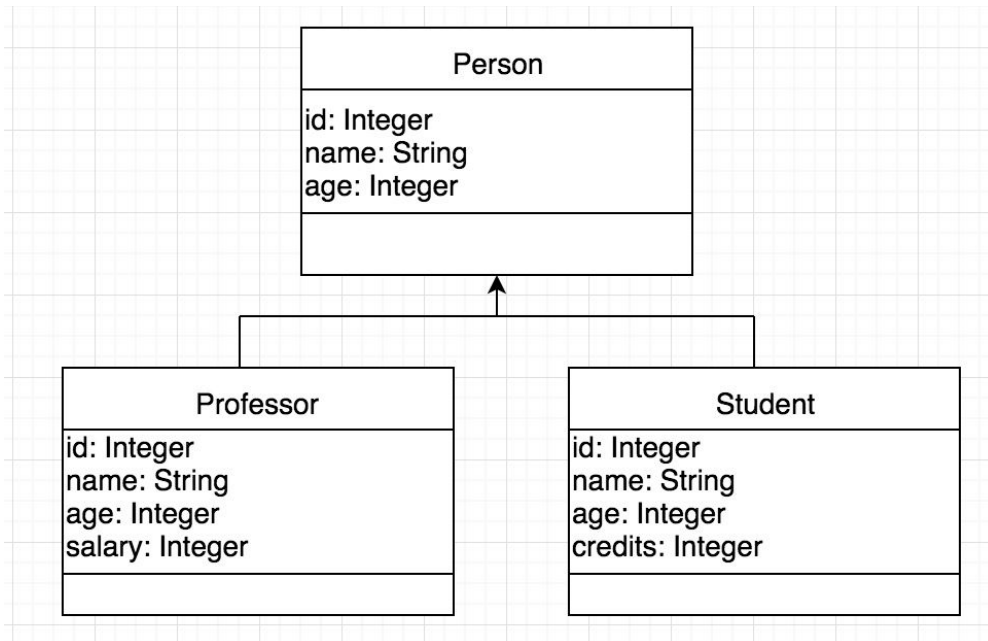 Person
id: Integer
name: String
age: Integer
Professor
id: Integer
name: String
age: Integer
salary: Integer
Student
id: Integer
name: String
age: Integer
credits: Integer